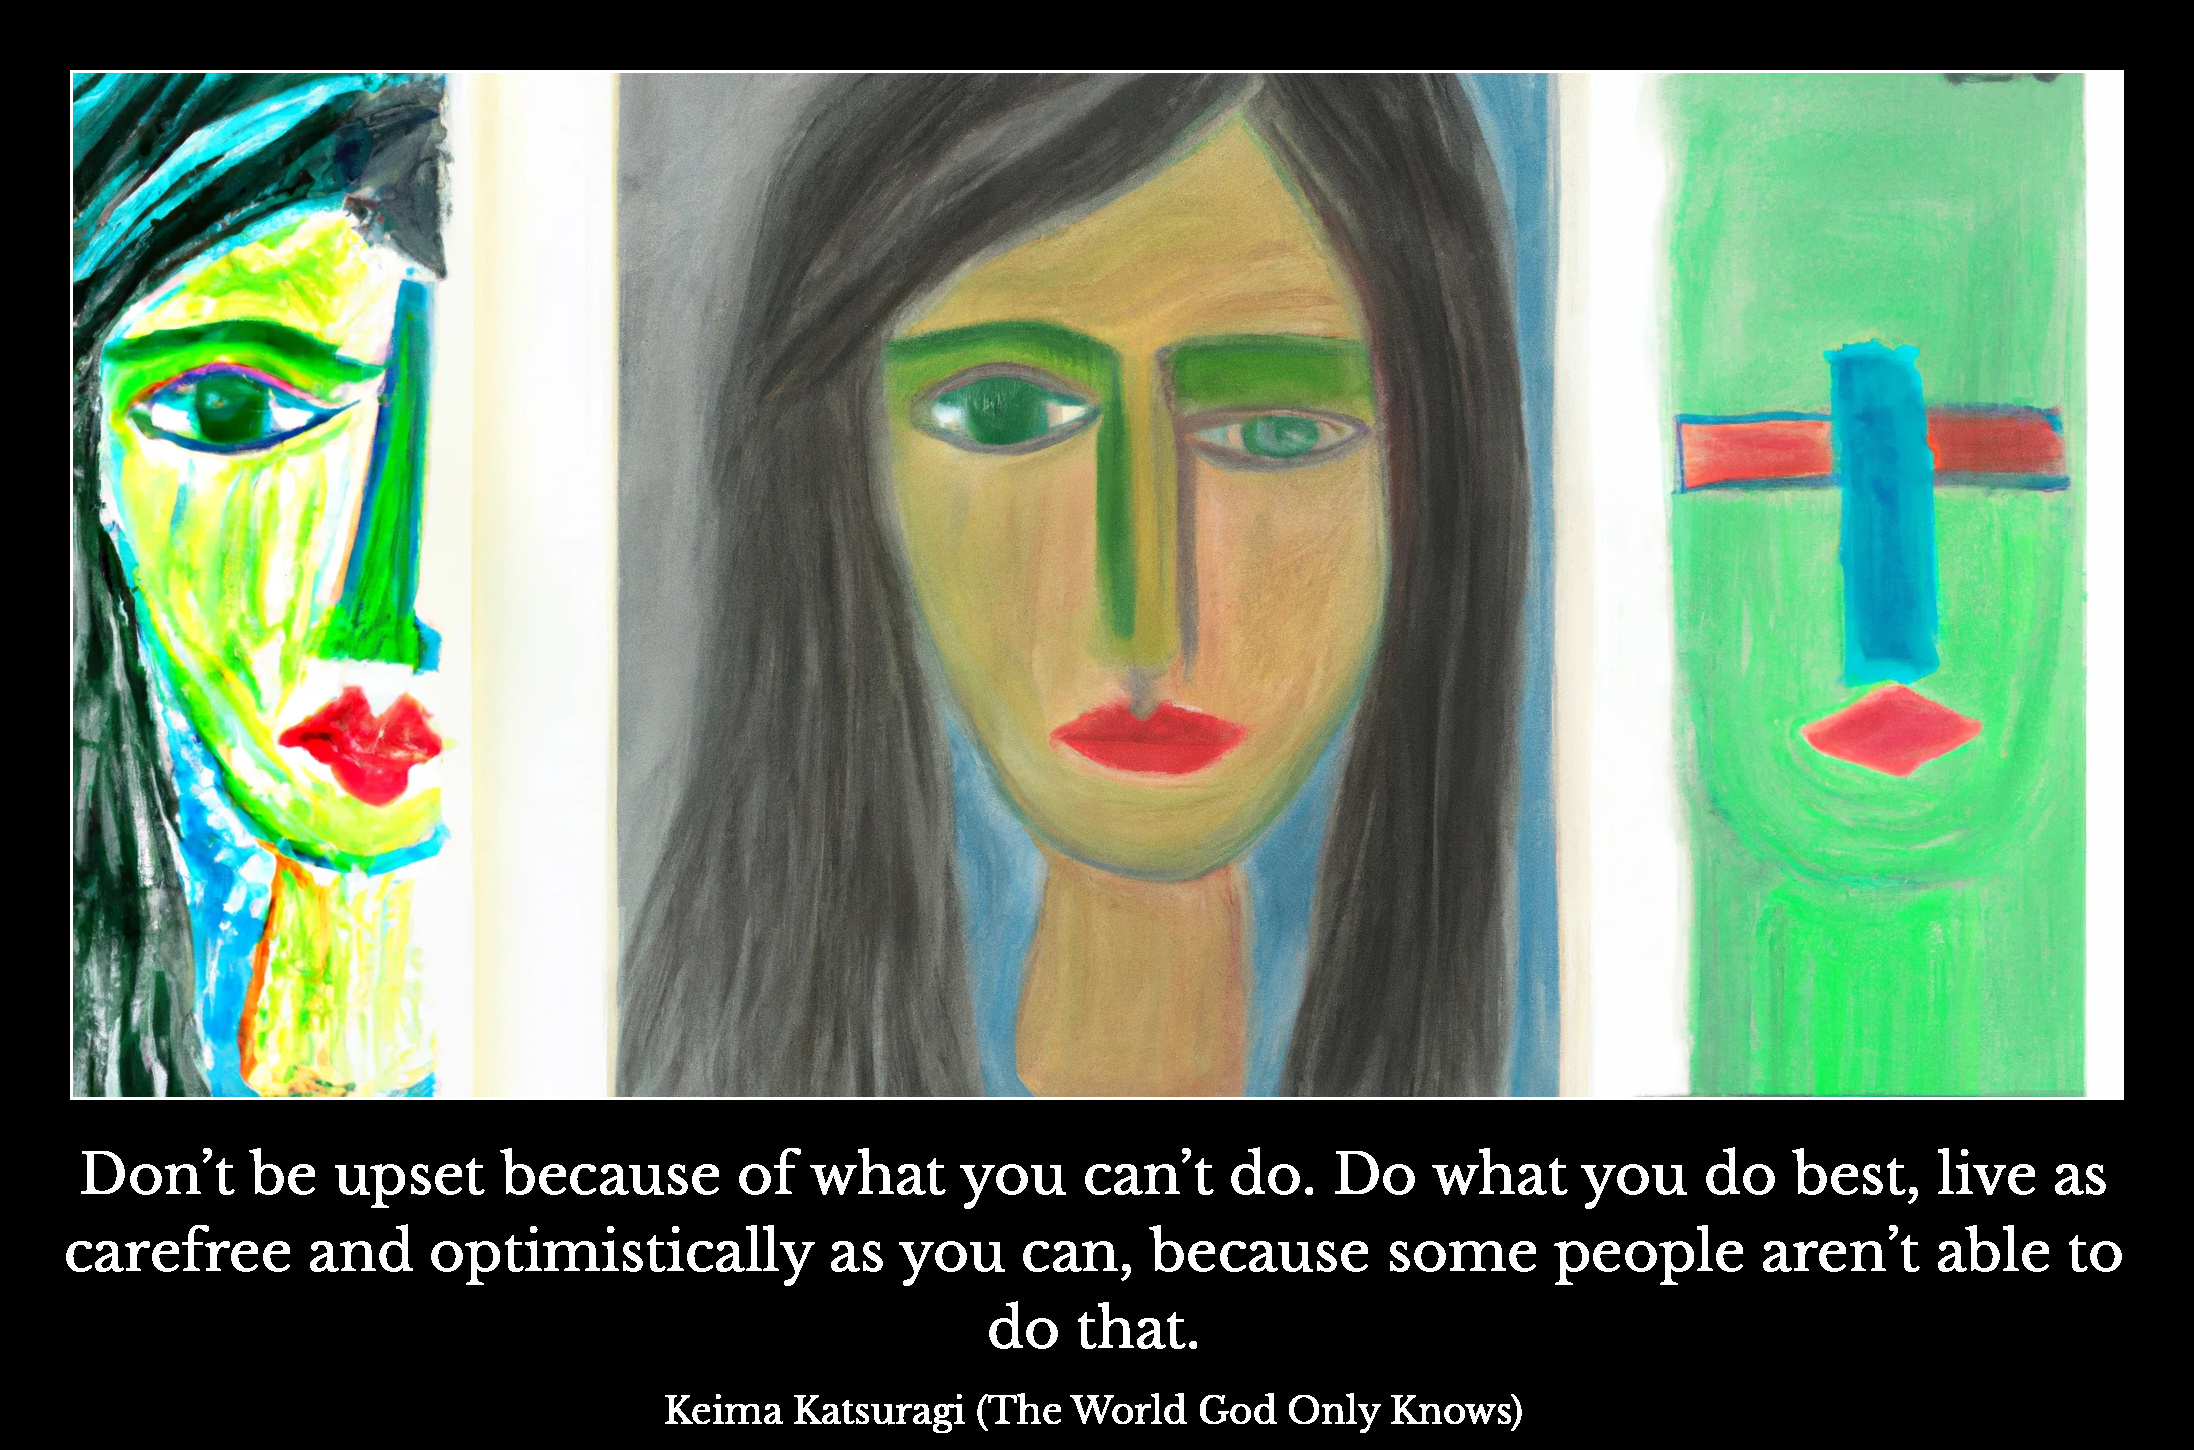 Don’t be upset because of what you can’t do. Do what you do best, live as
carefree and optimistically as you can, because some people aren’t able to
do that.
Keima Katsuragi (The World God Only Knows)